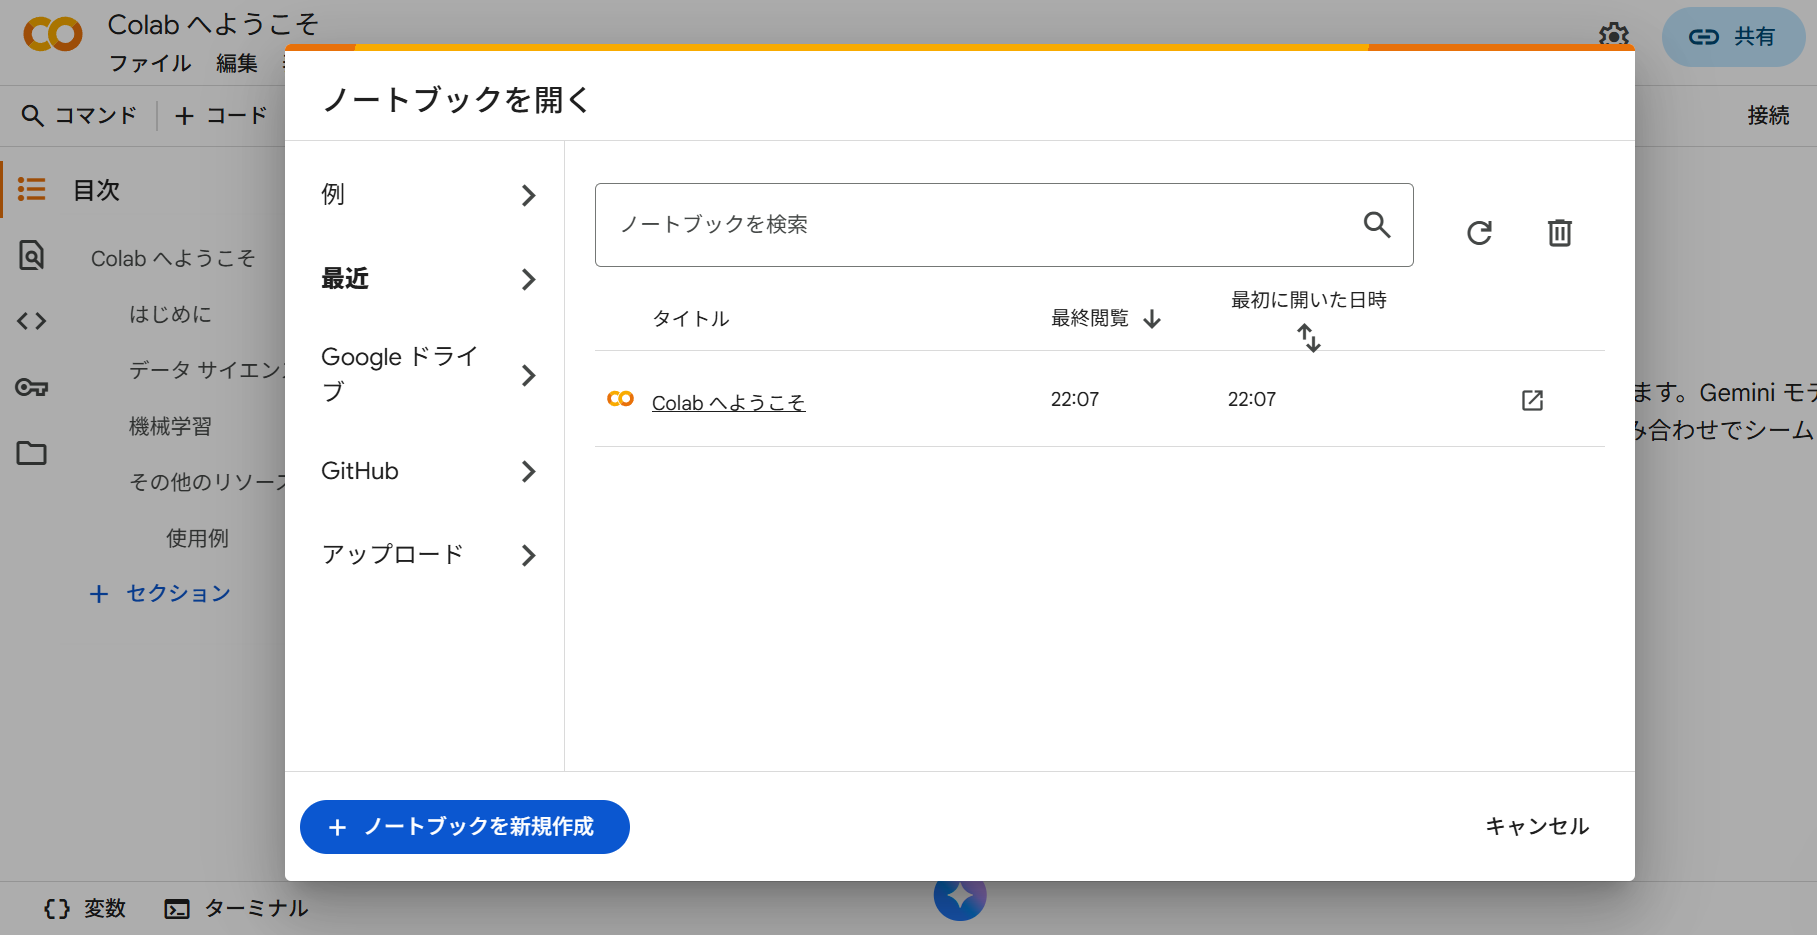 Colab へようこそ
ファイル 編集
共有
コマンド + コード
接続
目次
Colab へようこそ
はじめに
データ サイエン
機械学習
その他のリソース
使用例
+ セクション
ノートブックを開く
例
最近
Google ドライ
ブ
GitHub
アップロード
ノートブックを検索
タイトル 最終閲覧 最初に開いた日時
Colab へようこそ 22:07 22:07
ます。Gemini モデ
み合わせでシーム
+ ノートブックを新規作成
キャンセル
変数 ターミナル